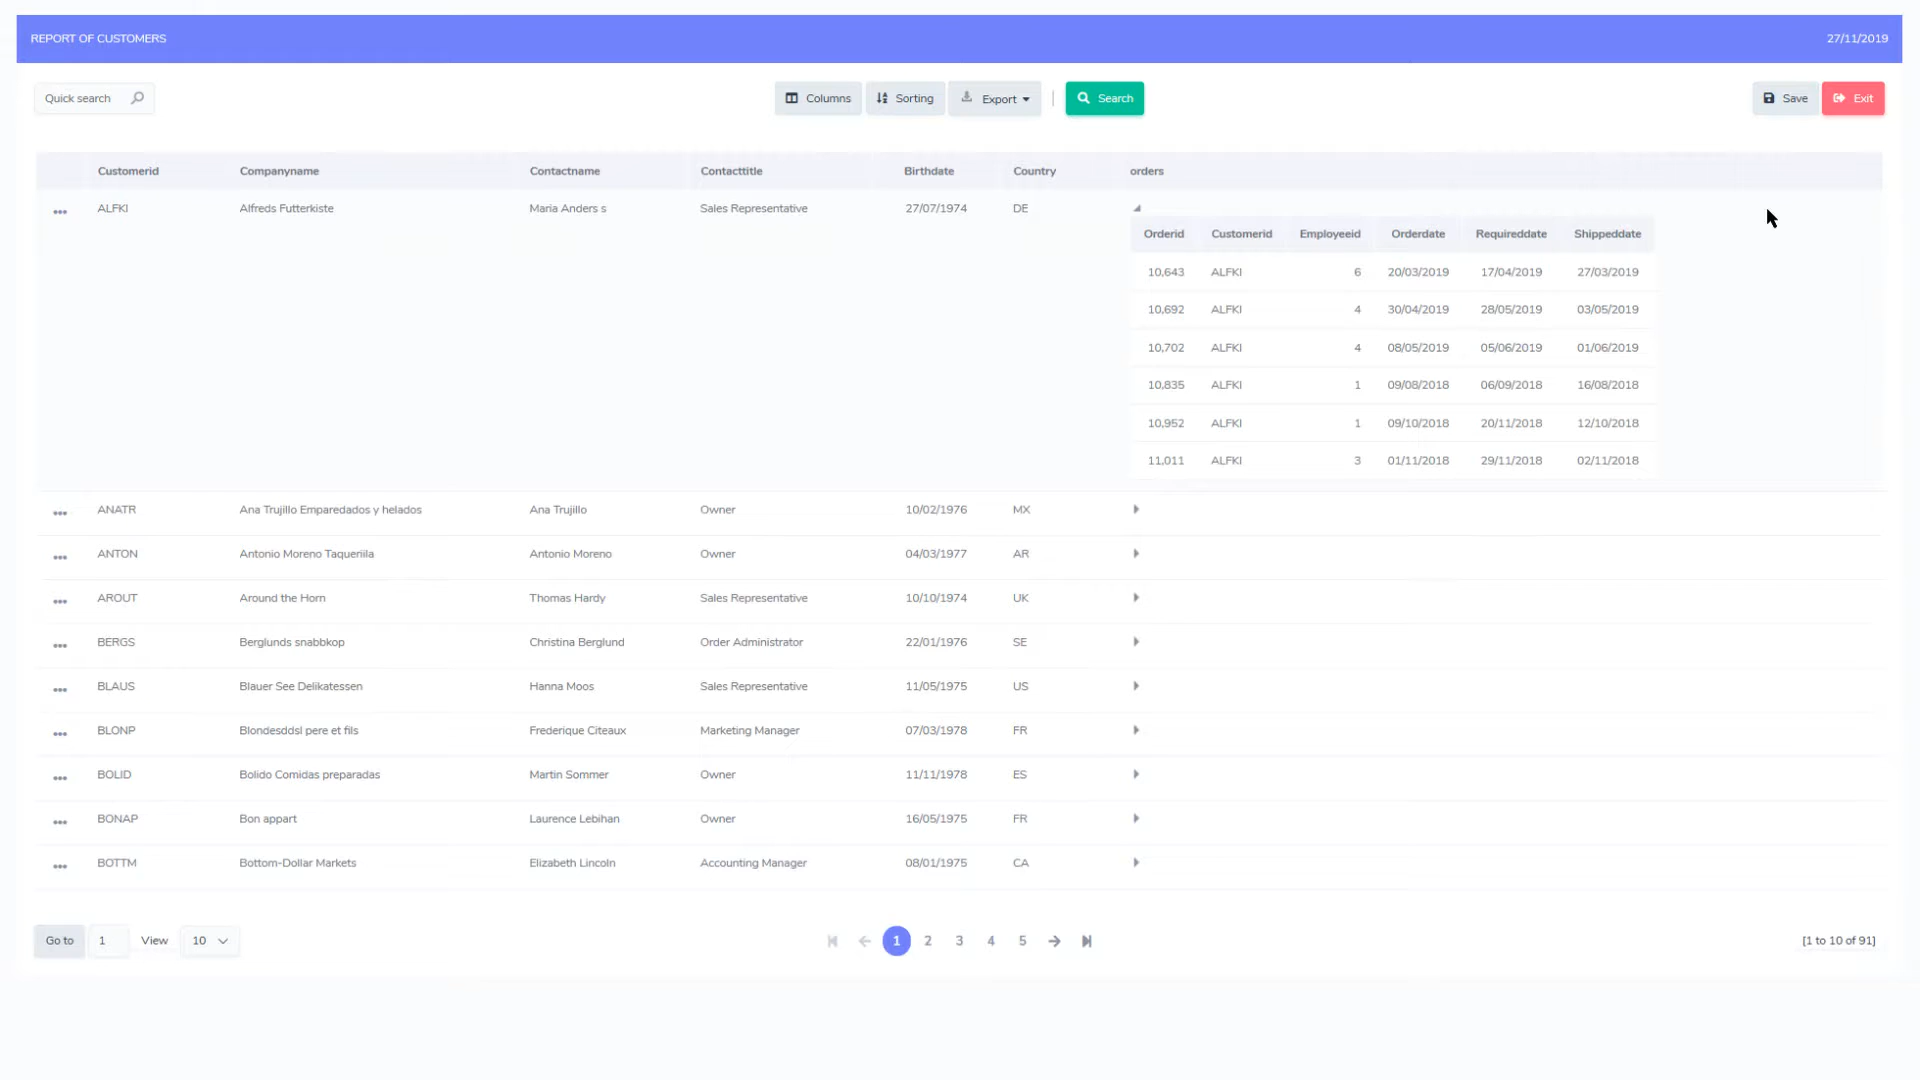 REPORT OF CUSTOMERS 27/11/2019
Quick search Columns Sorting Export | Search Save Exit
Customerid Companyname Contactname Contacttitle Birthdate Country orders
ALFKI Alfreds Futterkiste Maria Anders s Sales Representative 27/07/1974 DE
Orderid Customerid Employeeid Orderdate Requireddate Shippeddate
10,643 ALFKI 6 20/03/2019 17/04/2019 27/03/2019
10,692 ALFKI 4 30/04/2019 28/05/2019 03/05/2019
10,702 ALFKI 4 08/05/2019 05/06/2019 01/06/2019
10,835 ALFKI 1 09/08/2018 06/09/2018 16/08/2018
10,952 ALFKI 1 09/10/2018 20/11/2018 12/10/2018
11,011 ALFKI 3 01/11/2018 29/11/2018 02/11/2018
ANATR Ana Trujillo Emparedados y helados Ana Trujillo Owner 10/02/1976 MX
ANTON Antonio Moreno Taqueriila Antonio Moreno Owner 04/03/1977 AR
AROUT Around the Horn Thomas Hardy Sales Representative 10/10/1974 UK
BERGS Berglunds snabbkop Christina Berglund Order Administrator 22/01/1976 SE
BLAUS Blauer See Delikatessen Hanna Moos Sales Representative 11/05/1975 US
BLONP Blondesddsl pere et fils Frederique Citeaux Marketing Manager 07/03/1978 FR
BOLID Bolido Comidas preparadas Martin Sommer Owner 11/11/1978 ES
BONAP Bon appart Laurence Lebihan Owner 16/05/1975 FR
BOTTM Bottom-Dollar Markets Elizabeth Lincoln Accounting Manager 08/01/1975 CA
Go to 1 View 10 1 2 3 4 5 [1 to 10 of 91]